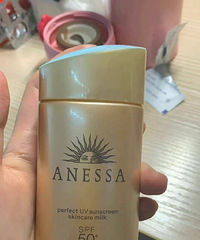 ANESSA
perfect UV sunscreen
skincare milk
SPF
50+